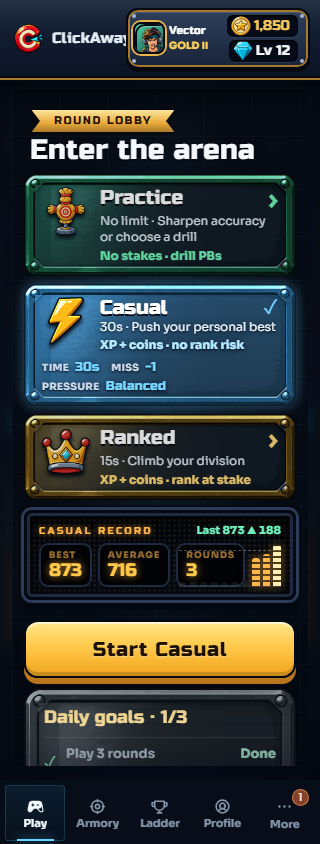 ClickAway
Vector
GOLD II
1,850
Lv 12
ROUND LOBBY
Enter the arena
Practice
No limit · Sharpen accuracy
or choose a drill
No stakes · drill PBs
Casual
30s · Push your personal best
XP + coins · no rank risk
TIME 30s MISS -1
PRESSURE Balanced
Ranked
15s · Climb your division
XP + coins · rank at stake
CASUAL RECORD
Last 873 ▲ 188
BEST
873
AVERAGE
716
ROUNDS
3
Start Casual
Daily goals · 1/3
✓ Play 3 rounds Done
Play
Armory
Ladder
Profile
More
1